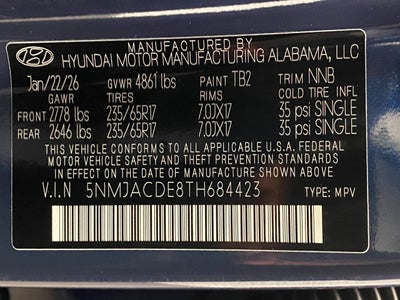 MANUFACTURED BY
HYUNDAI MOTOR MANUFACTURING ALABAMA, LLC
Jan/22/26 GVWR 4861 lbs PAINT TB2 TRIM NNB
GAWR TIRES RIMS COLD TIRE INFL
FRONT 2778 lbs 235/65R17 7.0JX17 35 psi SINGLE
REAR 2646 lbs 235/65R17 7.0JX17 35 psi SINGLE
THIS VEHICLE CONFORMS TO ALL APPLICABLE U.S.A. FEDERAL
MOTOR VEHICLE SAFETY, BUMPER, AND THEFT PREVENTION
STANDARDS IN EFFECT ON THE DATE OF MANUFACTURE SHOWN
ABOVE.
V.I.N 5NMJACDE8TH684423 TYPE: MPV